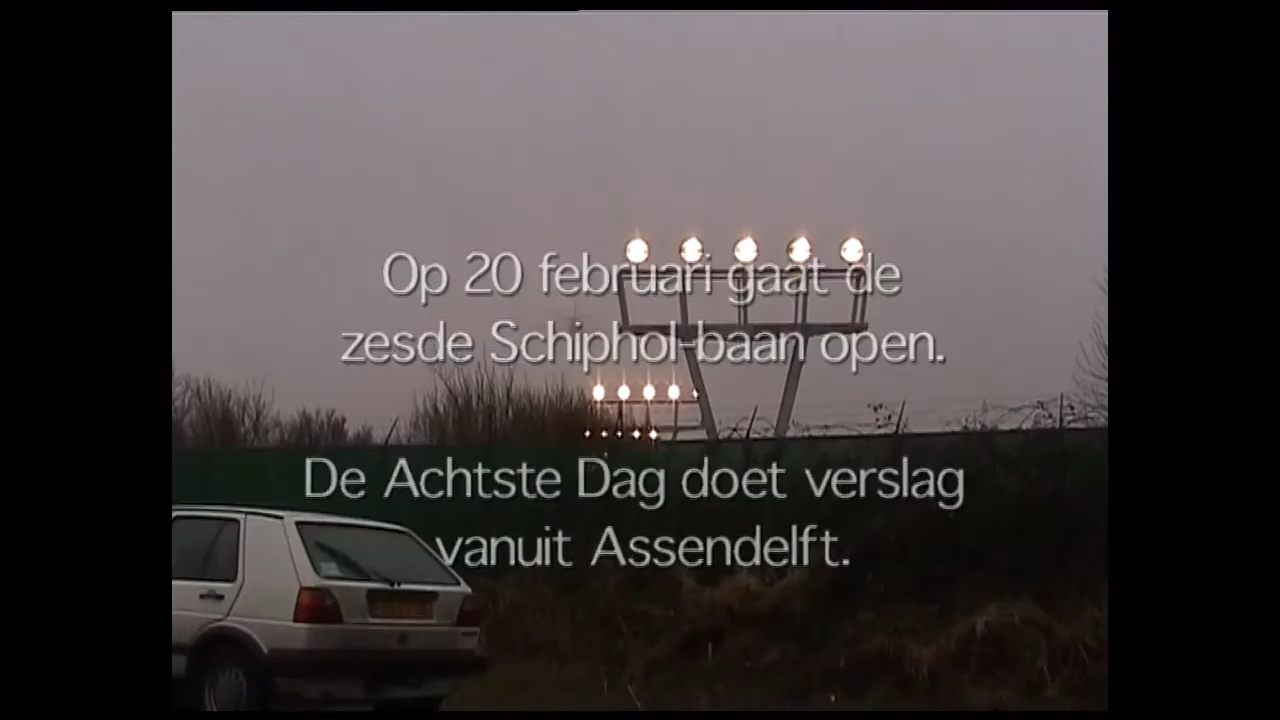 Op 20 februari gaat de
zesde Schiphol-baan open.
De Achtste Dag doet verslag
vanuit Assendelft.